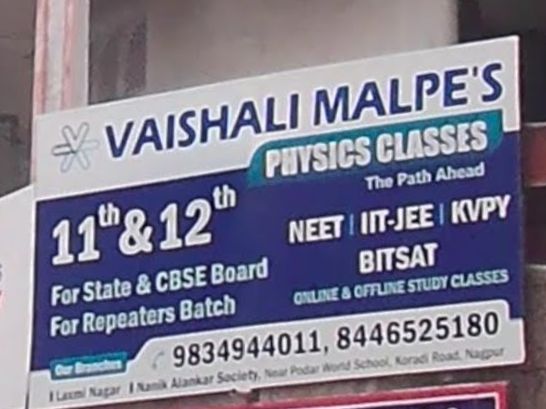 VAISHALI MALPE'S
PHYSICS CLASSES
The Path Ahead
11th & 12th
For State & CBSE Board
For Repeaters Batch
NEET | IIT-JEE | KVPY
BITSAT
ONLINE & OFFLINE STUDY CLASSES
Our Branches
9834944011, 8446525180
| Laxmi Nagar | Nanik Alankar Society, Near Podar World School, Koradi Road, Nagpur